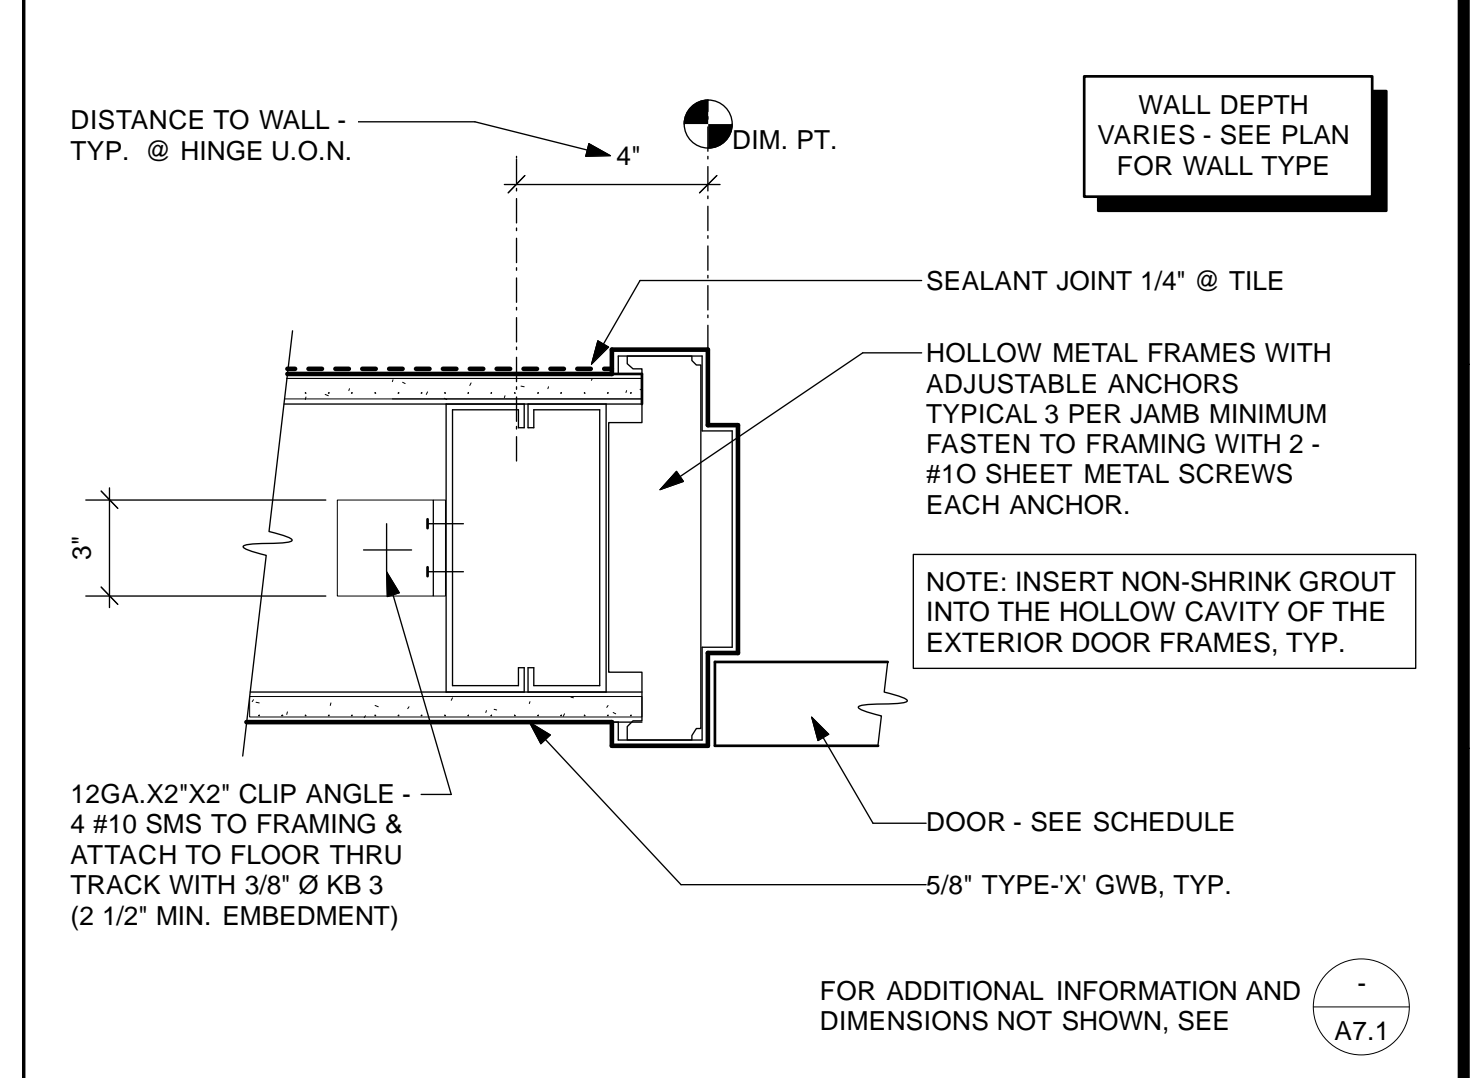 DISTANCE TO WALL -
TYP. @ HINGE U.O.N.
4"
DIM. PT.
WALL DEPTH
VARIES - SEE PLAN
FOR WALL TYPE
SEALANT JOINT 1/4" @ TILE
HOLLOW METAL FRAMES WITH
ADJUSTABLE ANCHORS
TYPICAL 3 PER JAMB MINIMUM
FASTEN TO FRAMING WITH 2 -
#1O SHEET METAL SCREWS
EACH ANCHOR.
3"
NOTE: INSERT NON-SHRINK GROUT
INTO THE HOLLOW CAVITY OF THE
EXTERIOR DOOR FRAMES, TYP.
12GA.X2"X2" CLIP ANGLE -
4 #10 SMS TO FRAMING &
ATTACH TO FLOOR THRU
TRACK WITH 3/8" Ø KB 3
(2 1/2" MIN. EMBEDMENT)
DOOR - SEE SCHEDULE
5/8" TYPE-'X' GWB, TYP.
FOR ADDITIONAL INFORMATION AND
DIMENSIONS NOT SHOWN, SEE
-
A7.1